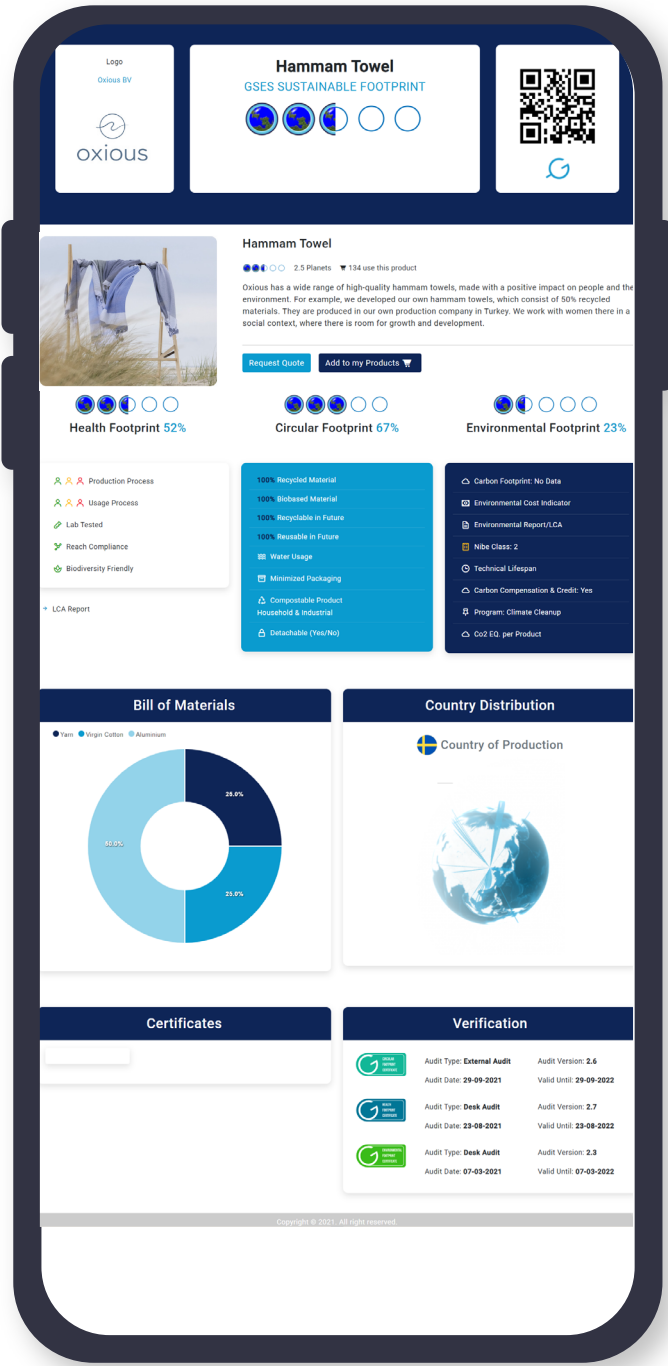 Logo
Oxious BV
oxious
Hammam Towel
GSES SUSTAINABLE FOOTPRINT
Hammam Towel
2.5 Planets 134 use this product
Oxious has a wide range of high-quality hammam towels, made with a positive impact on people and the
environment. For example, we developed our own hammam towels, which consist of 50% recycled
materials. They are produced in our own production company in Turkey. We work with women there in a
social context, where there is room for growth and development.
Request Quote
Add to my Products
Health Footprint 52%
Circular Footprint 67%
Environmental Footprint 23%
Production Process
Usage Process
Lab Tested
Reach Compliance
Biodiversity Friendly
LCA Report
100% Recycled Material
100% Biobased Material
100% Recyclable in Future
100% Reusable in Future
Water Usage
Minimized Packaging
Compostable Product
Household & Industrial
Detachable (Yes/No)
Carbon Footprint: No Data
Environmental Cost Indicator
Environmental Report/LCA
Nibe Class: 2
Technical Lifespan
Carbon Compensation & Credit: Yes
Program: Climate Cleanup
Co2 EQ. per Product
Bill of Materials
Yarn Virgin Cotton Aluminium
25.0%
50.0%
25.0%
Country Distribution
Country of Production
Certificates
Verification
CIRCULAR
FOOTPRINT
CERTIFICATE
Audit Type: External Audit Audit Version: 2.6
Audit Date: 29-09-2021 Valid Until: 29-09-2022
HEALTH
FOOTPRINT
CERTIFICATE
Audit Type: Desk Audit Audit Version: 2.7
Audit Date: 23-08-2021 Valid Until: 23-08-2022
ENVIRONMENTAL
FOOTPRINT
CERTIFICATE
Audit Type: Desk Audit Audit Version: 2.3
Audit Date: 07-03-2021 Valid Until: 07-03-2022
Copyright © 2021. All right reserved.